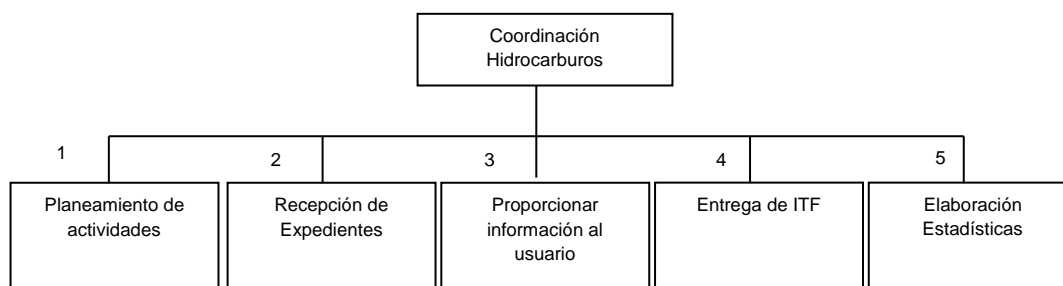 Coordinación
Hidrocarburos
1
2
3
4
5
Planeamiento de
actividades
Recepción de
Expedientes
Proporcionar
información al
usuario
Entrega de ITF
Elaboración
Estadísticas